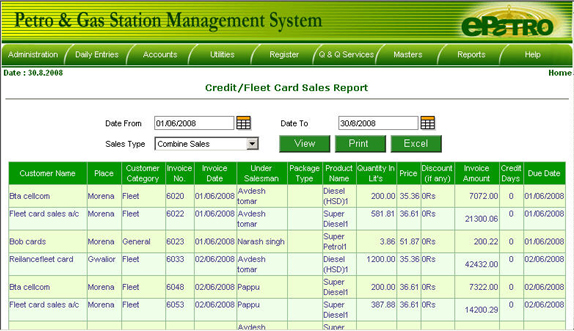 Petro & Gas Station Management System
ePETRO
Administration Daily Entries Accounts Utilities Register Q & Q Services Masters Reports Help
Date : 30.8.2008 Home
Credit/Fleet Card Sales Report
Date From 01/06/2008 Date To 30/8/2008
Sales Type Combine Sales View Print Excel
Customer Name Place Customer Category Invoice No. Invoice Date Under Salesman Package Type Product Name Quantity In Lit's Price Discount (if any) Invoice Amount Credit Days Due Date
Bta cellcom Morena Fleet 6020 01/06/2008 Avdesh tomar Diesel (HSD)1 200.00 35.36 0Rs 7072.00 0 01/06/2008
Fleet card sales a/c Morena Fleet 6022 01/06/2008 Avdesh tomar Super Diesel1 581.81 36.61 0Rs 21300.06 0 01/06/2008
Bob cards Morena General 6023 01/06/2008 Narash singh Super Petrol1 3.86 51.87 0Rs 200.22 0 01/06/2008
Reilancefleet card Gwalior Fleet 6033 02/06/2008 Avdesh tomar Diesel (HSD)1 1200.00 35.36 0Rs 42432.00 0 02/06/2008
Bta cellcom Morena Fleet 6048 02/06/2008 Pappu Super Diesel1 200.00 36.61 0Rs 7322.00 0 02/06/2008
Fleet card sales a/c Morena Fleet 6053 02/06/2008 Pappu Super Diesel1 387.88 36.61 0Rs 14200.29 0 02/06/2008
Avdesh Super